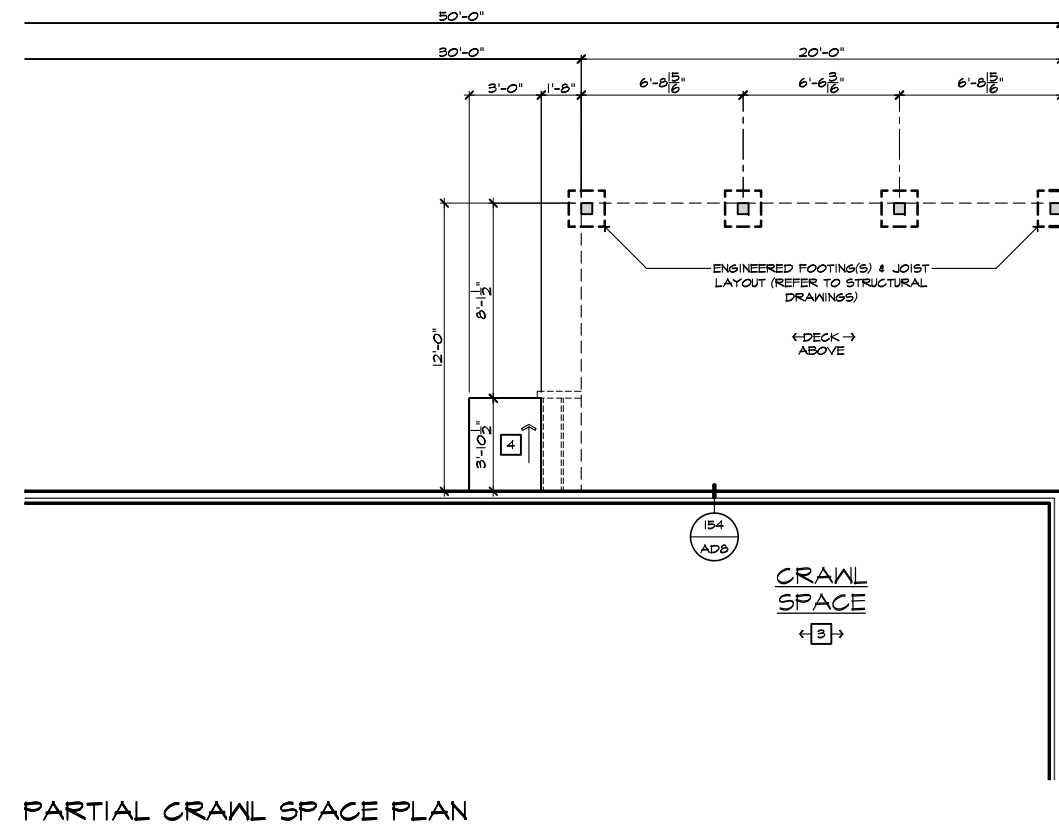 50'-0"
30'-0"
20'-0"
3'-0"
1'-8"
6'-8 15/16"
6'-6 3/16"
6'-8 15/16"
ENGINEERED FOOTING(S) & JOIST
LAYOUT (REFER TO STRUCTURAL
DRAWINGS)
8'-1 1/2"
12'-0"
←DECK→
ABOVE
3'-10 1/2"
4
154
AD8
CRAWL
SPACE
←3→
PARTIAL CRAWL SPACE PLAN